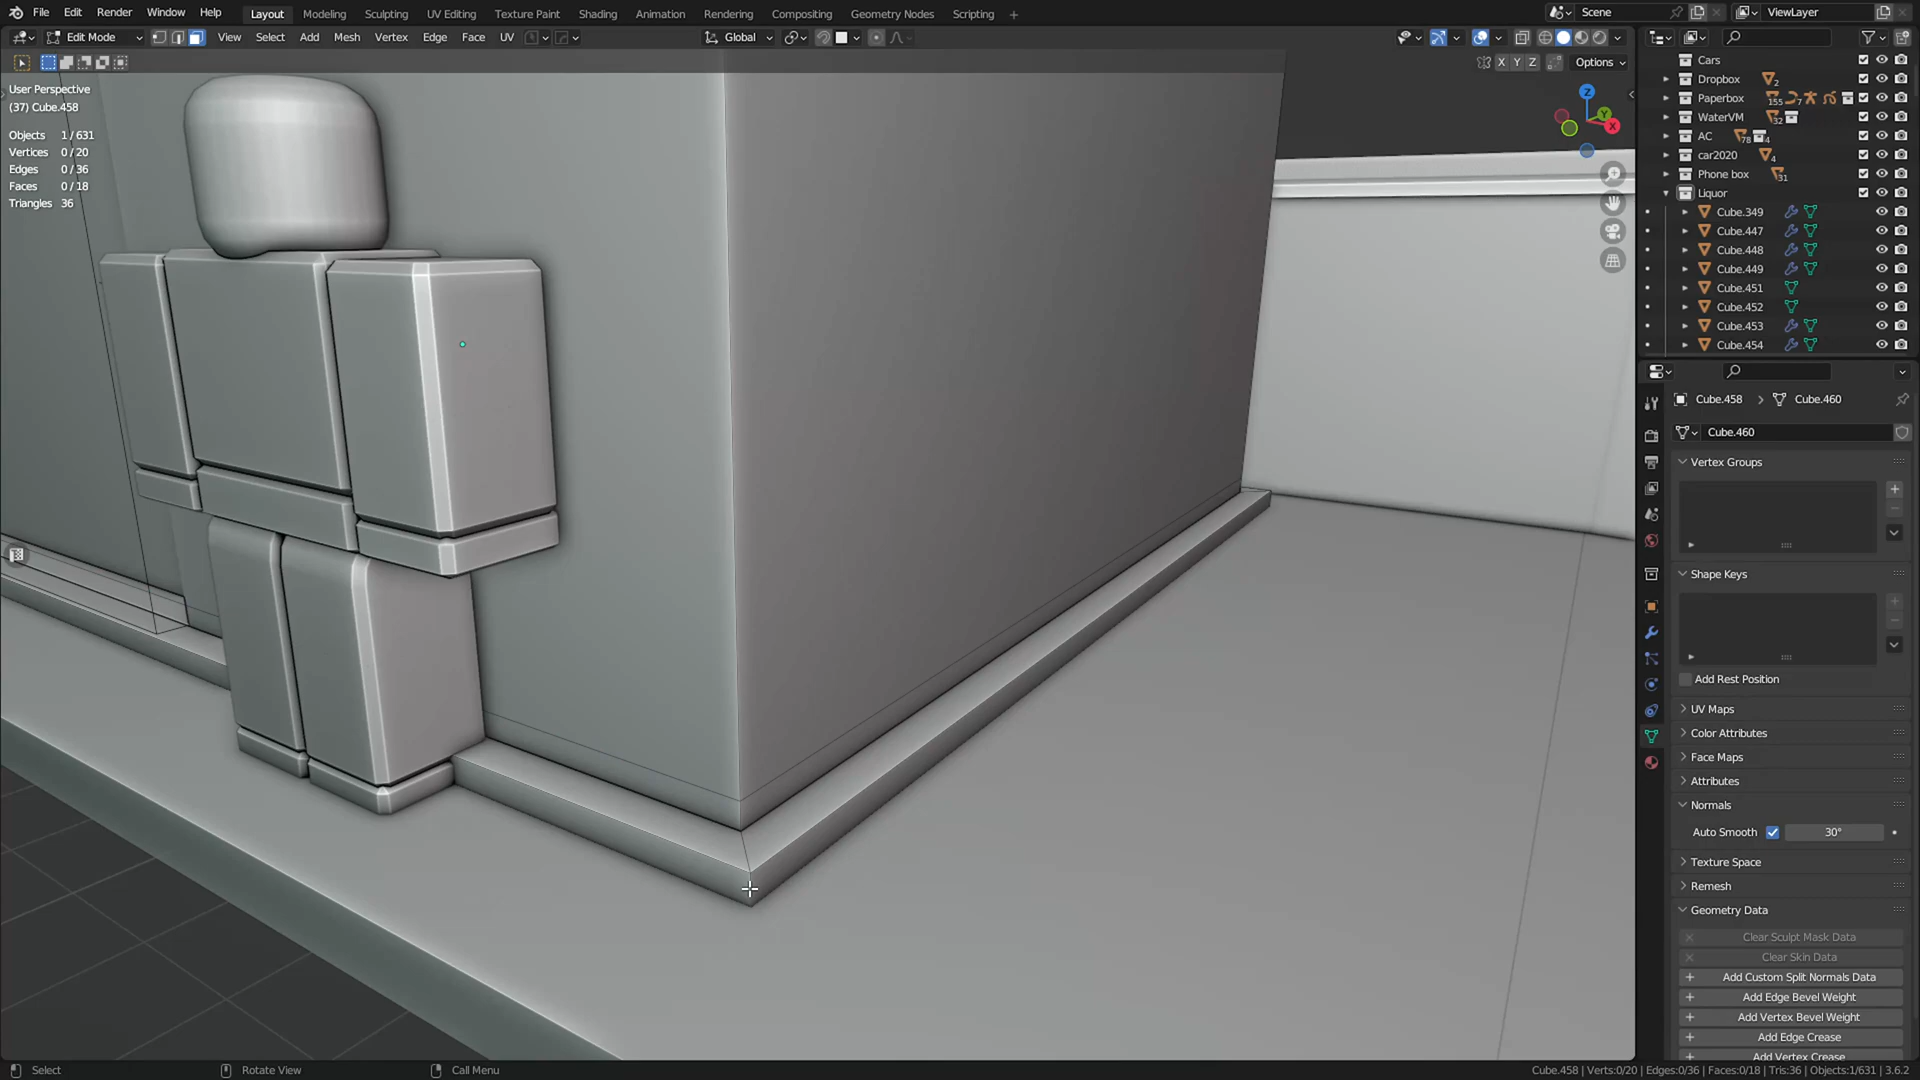 File Edit Render Window Help Layout Modeling Sculpting UV Editing Texture Paint Shading Animation Rendering Compositing Geometry Nodes Scripting + Scene ViewLayer
Edit Mode View Select Add Mesh Vertex Edge Face UV Global
Options X Y Z
User Perspective
(37) Cube.458
Objects 1/631
Vertices 0/20
Edges 0/36
Faces 0/18
Triangles 36
Z
Y
X
Cars
Dropbox 2
Paperbox 155 7
WaterVM 32
AC 78 4
car2020 4
Phone box 31
Liquor
Cube.349
Cube.447
Cube.448
Cube.449
Cube.451
Cube.452
Cube.453
Cube.454
Cube.458 > Cube.460
Cube.460
Vertex Groups
Shape Keys
Add Rest Position
UV Maps
Color Attributes
Face Maps
Attributes
Normals
Auto Smooth 30°
Texture Space
Remesh
Geometry Data
Clear Sculpt Mask Data
Clear Skin Data
Add Custom Split Normals Data
Add Edge Bevel Weight
Add Vertex Bevel Weight
Add Edge Crease
Add Vertex Crease
Select Rotate View Call Menu Cube.458 | Verts:0/20 | Edges:0/36 | Faces:0/18 | Tris:36 | Objects:1/631 | 3.6.2